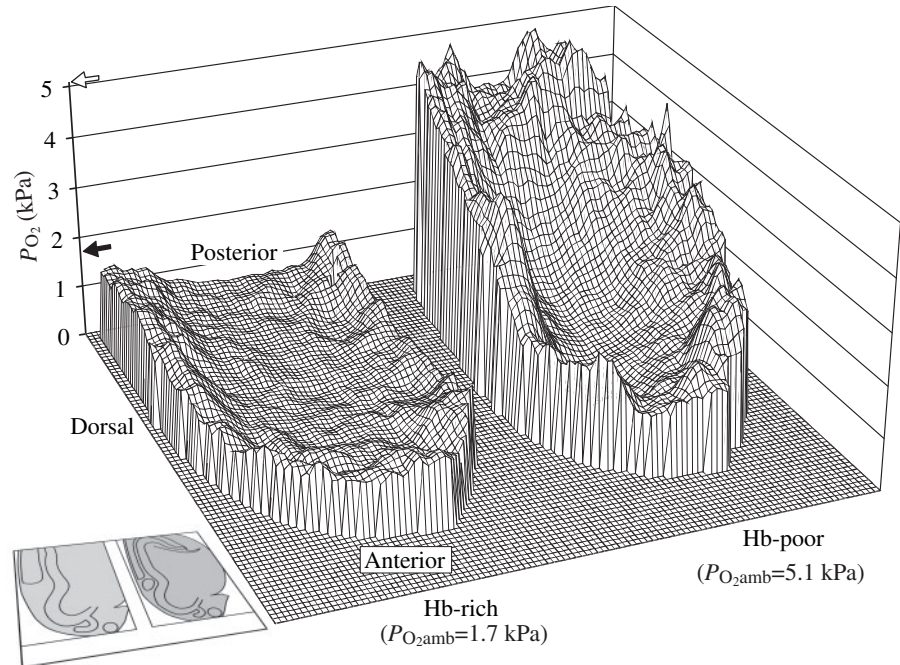 5
4
3
2
1
0
PO2 (kPa)
Posterior
Dorsal
Anterior
Hb-rich
(PO2amb=1.7 kPa)
Hb-poor
(PO2amb=5.1 kPa)